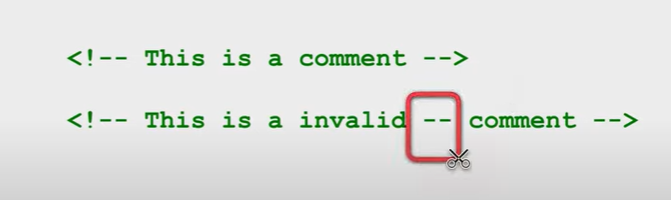 <!-- This is a comment -->
<!-- This is a invalid -- comment -->